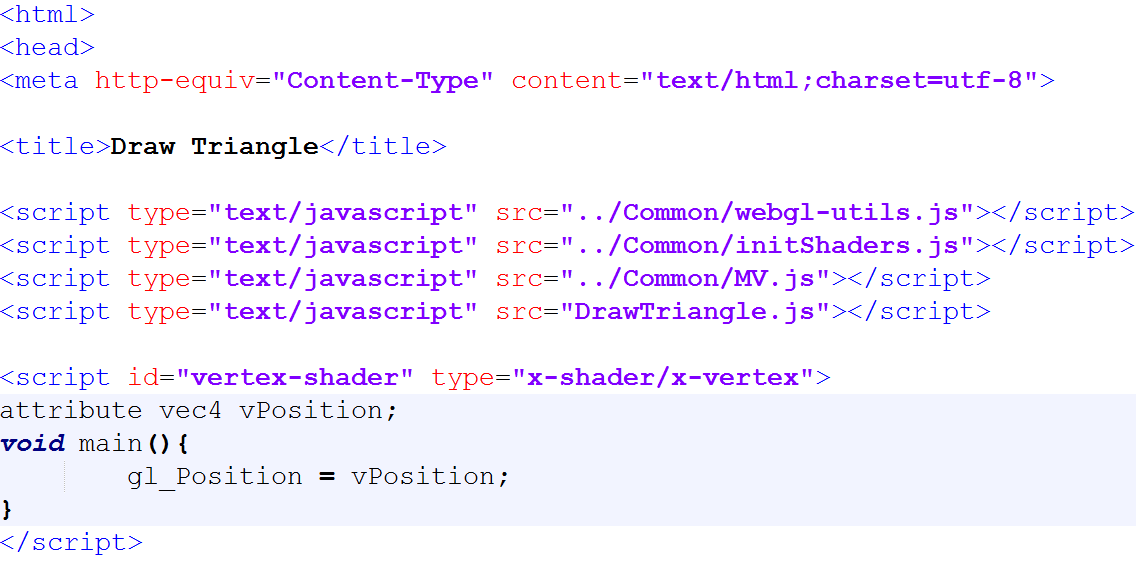 <html>
<head>
<meta http-equiv="Content-Type" content="text/html;charset=utf-8">
<title>Draw Triangle</title>
<script type="text/javascript" src="../Common/webgl-utils.js"></script>
<script type="text/javascript" src="../Common/initShaders.js"></script>
<script type="text/javascript" src="../Common/MV.js"></script>
<script type="text/javascript" src="DrawTriangle.js"></script>
<script id="vertex-shader" type="x-shader/x-vertex">
attribute vec4 vPosition;
void main(){
gl_Position = vPosition;
}
</script>